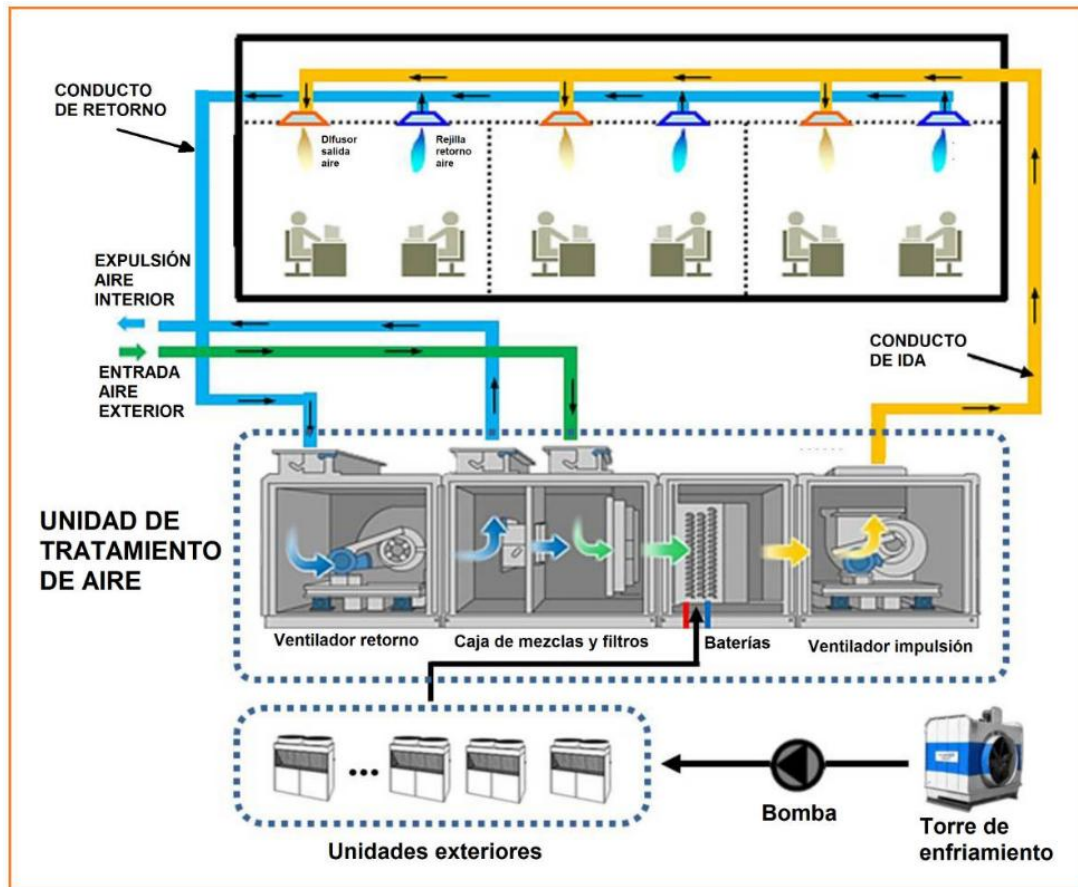 CONDUCTO
DE RETORNO
Difusor
salida
aire
Rejilla
retorno
aire
EXPULSIÓN
AIRE
INTERIOR
ENTRADA
AIRE
EXTERIOR
CONDUCTO
DE IDA
UNIDAD DE
TRATAMIENTO
DE AIRE
Ventilador retorno
Caja de mezclas y filtros
Baterías
Ventilador impulsión
Unidades exteriores
Bomba
Torre de
enfriamiento